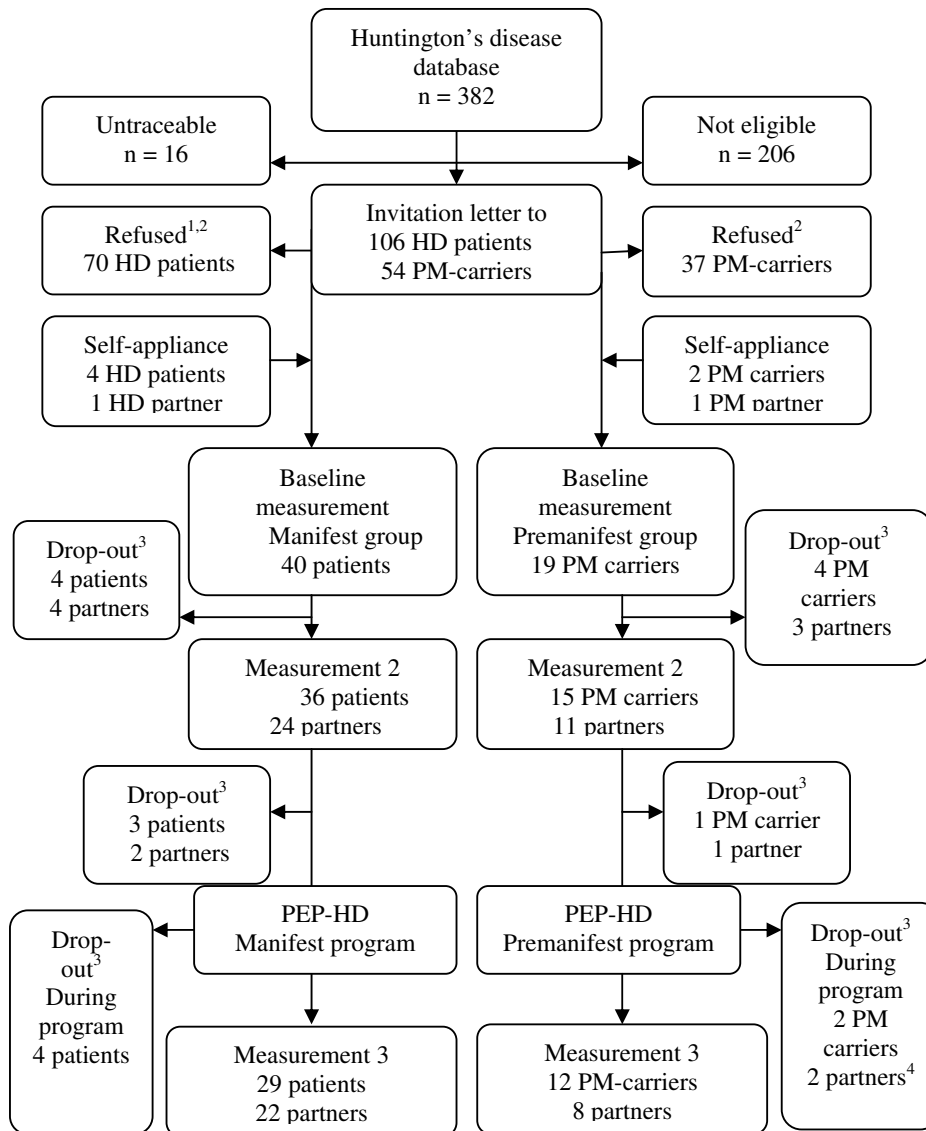 Huntington's disease
database
n = 382
Untraceable
n = 16
Not eligible
n = 206
Invitation letter to
106 HD patients
54 PM-carriers
Refused1,2
70 HD patients
Refused2
37 PM-carriers
Self-appliance
4 HD patients
1 HD partner
Self-appliance
2 PM carriers
1 PM partner
Baseline
measurement
Manifest group
40 patients
Baseline
measurement
Premanifest group
19 PM carriers
Drop-out3
4 patients
4 partners
Drop-out3
4 PM
carriers
3 partners
Measurement 2
36 patients
24 partners
Measurement 2
15 PM carriers
11 partners
Drop-out3
3 patients
2 partners
Drop-out3
1 PM carrier
1 partner
PEP-HD
Manifest program
PEP-HD
Premanifest program
Drop-
out3
During
program
4 patients
Drop-out3
During
program
2 PM
carriers
2 partners4
Measurement 3
29 patients
22 partners
Measurement 3
12 PM-carriers
8 partners